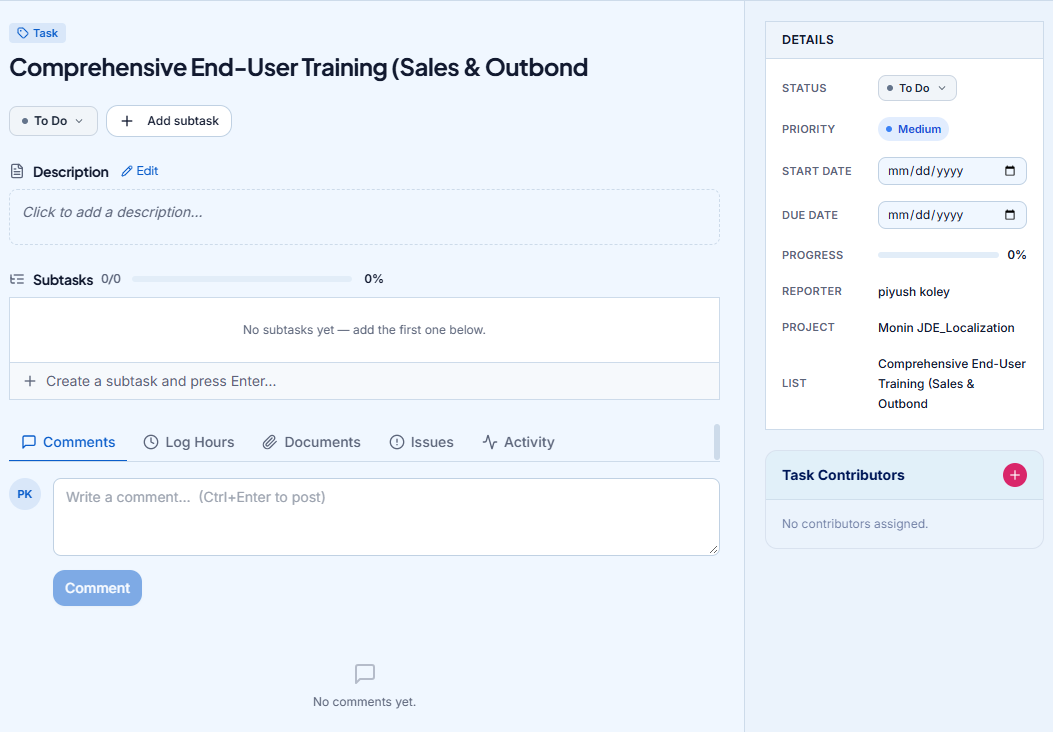 Task
Comprehensive End-User Training (Sales & Outbond
To Do
Add subtask
Description
Edit
Click to add a description...
Subtasks 0/0 0%
No subtasks yet — add the first one below.
Create a subtask and press Enter...
Comments
Log Hours
Documents
Issues
Activity
PK
Write a comment... (Ctrl+Enter to post)
Comment
No comments yet.
DETAILS
STATUS To Do
PRIORITY Medium
START DATE mm/dd/yyyy
DUE DATE mm/dd/yyyy
PROGRESS 0%
REPORTER piyush koley
PROJECT Monin JDE_Localization
LIST Comprehensive End-User
Training (Sales &
Outbond
Task Contributors
No contributors assigned.